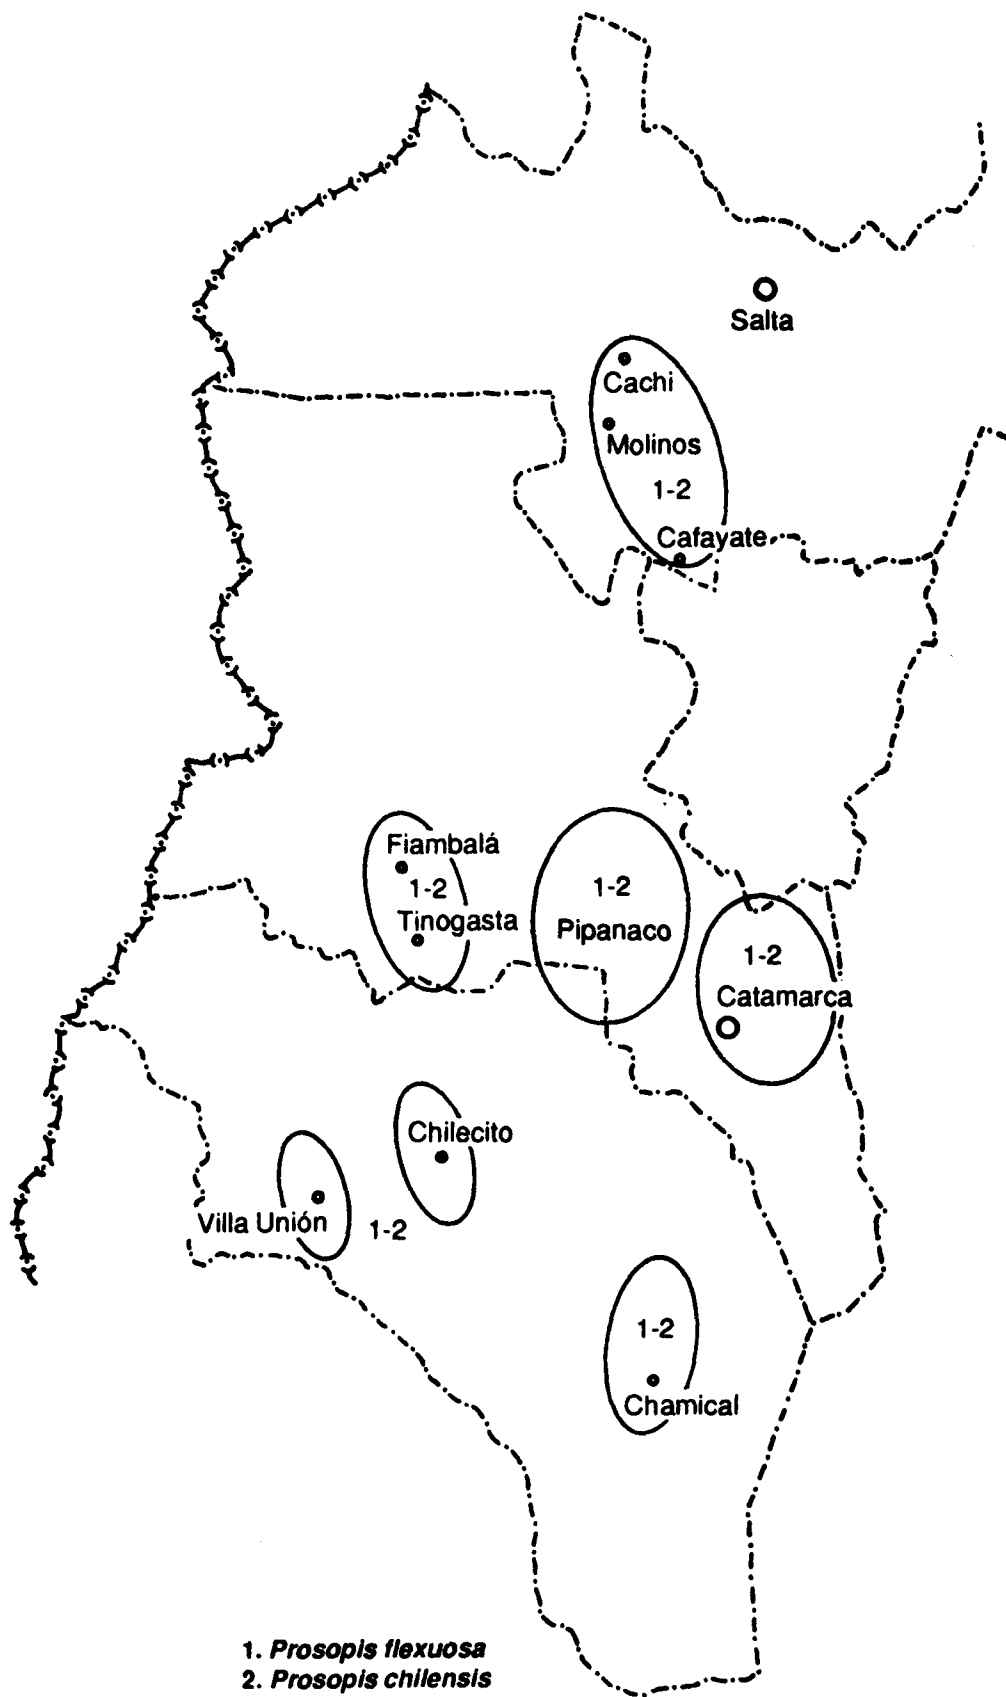 Salta
Cachi
Molinos
1-2
Cafayate
Fiambalá
1-2
Tinogasta
1-2
Pipanaco
1-2
Catamarca
Chilecito
Villa Unión
1-2
1-2
Chamical
1. Prosopis flexuosa
2. Prosopis chilensis